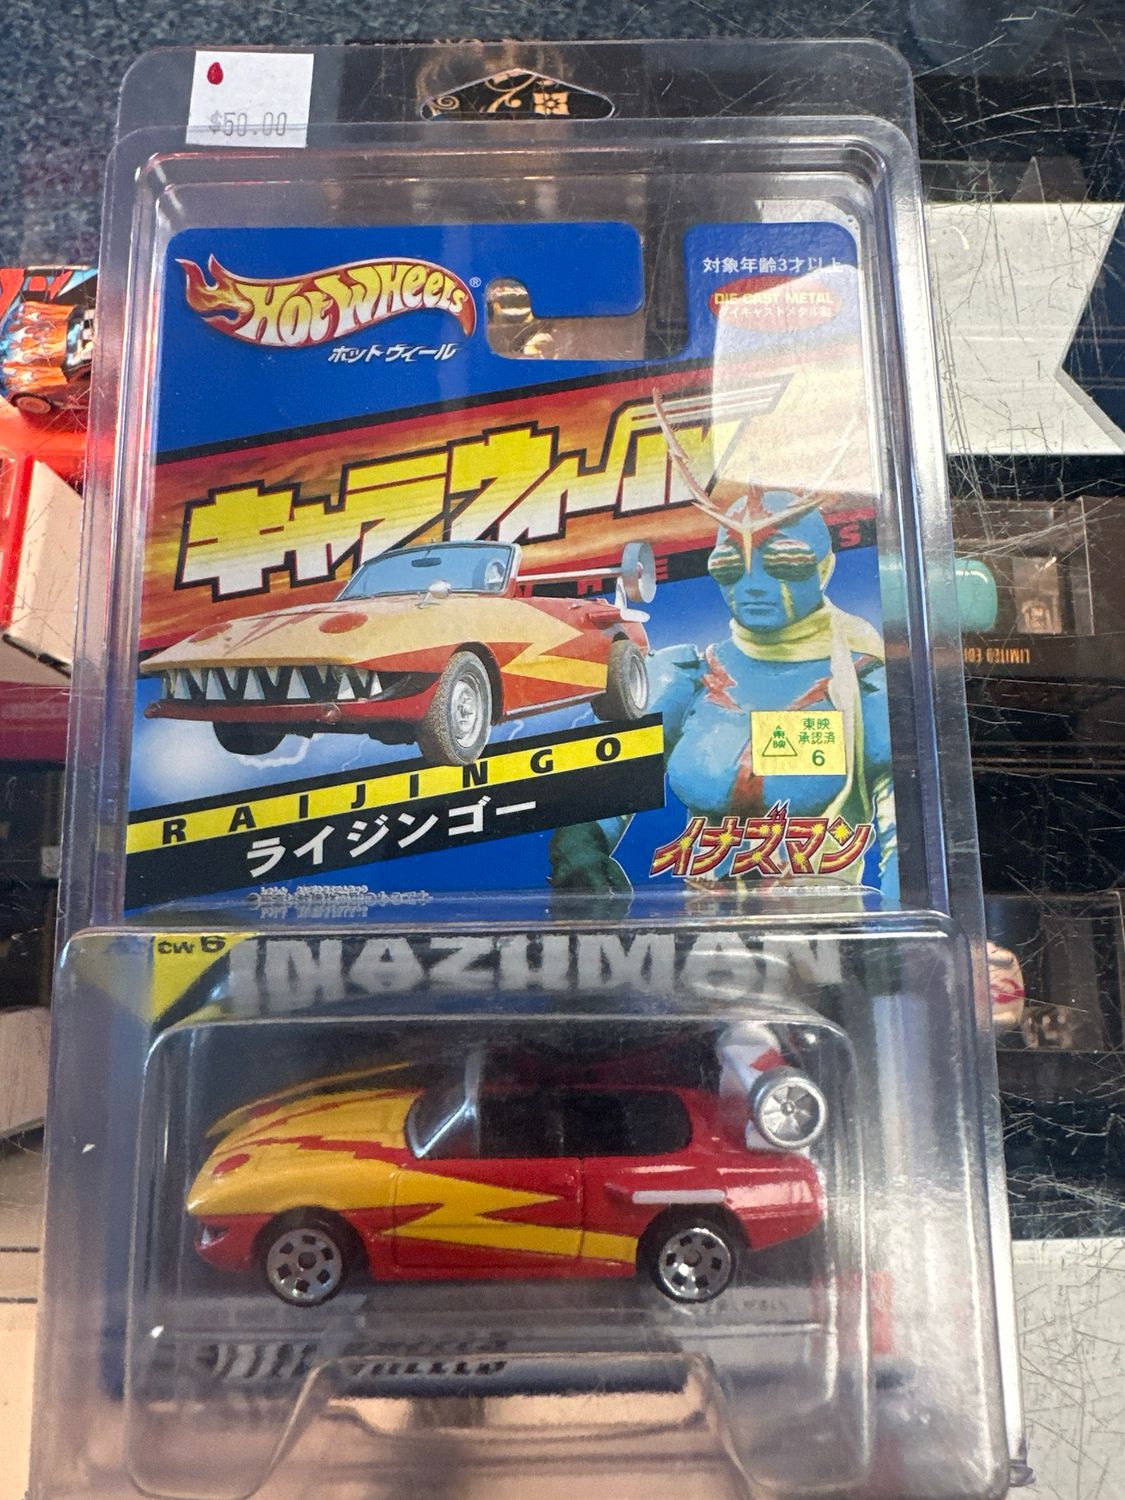 $50.00
HOT WHEELS®
ホットウィール
対象年齢3才以上
DIE CAST METAL
ダイキャストメタル製
キャラウィール
東映
承認済
6
RAIJINGO
ライジンゴー
イナズマン
CW 6
INAZUMAN
LIMITED